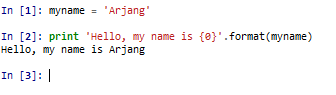 In [1]: myname = 'Arjang'
In [2]: print 'Hello, my name is {0}'.format(myname)
Hello, my name is Arjang
In [3]: